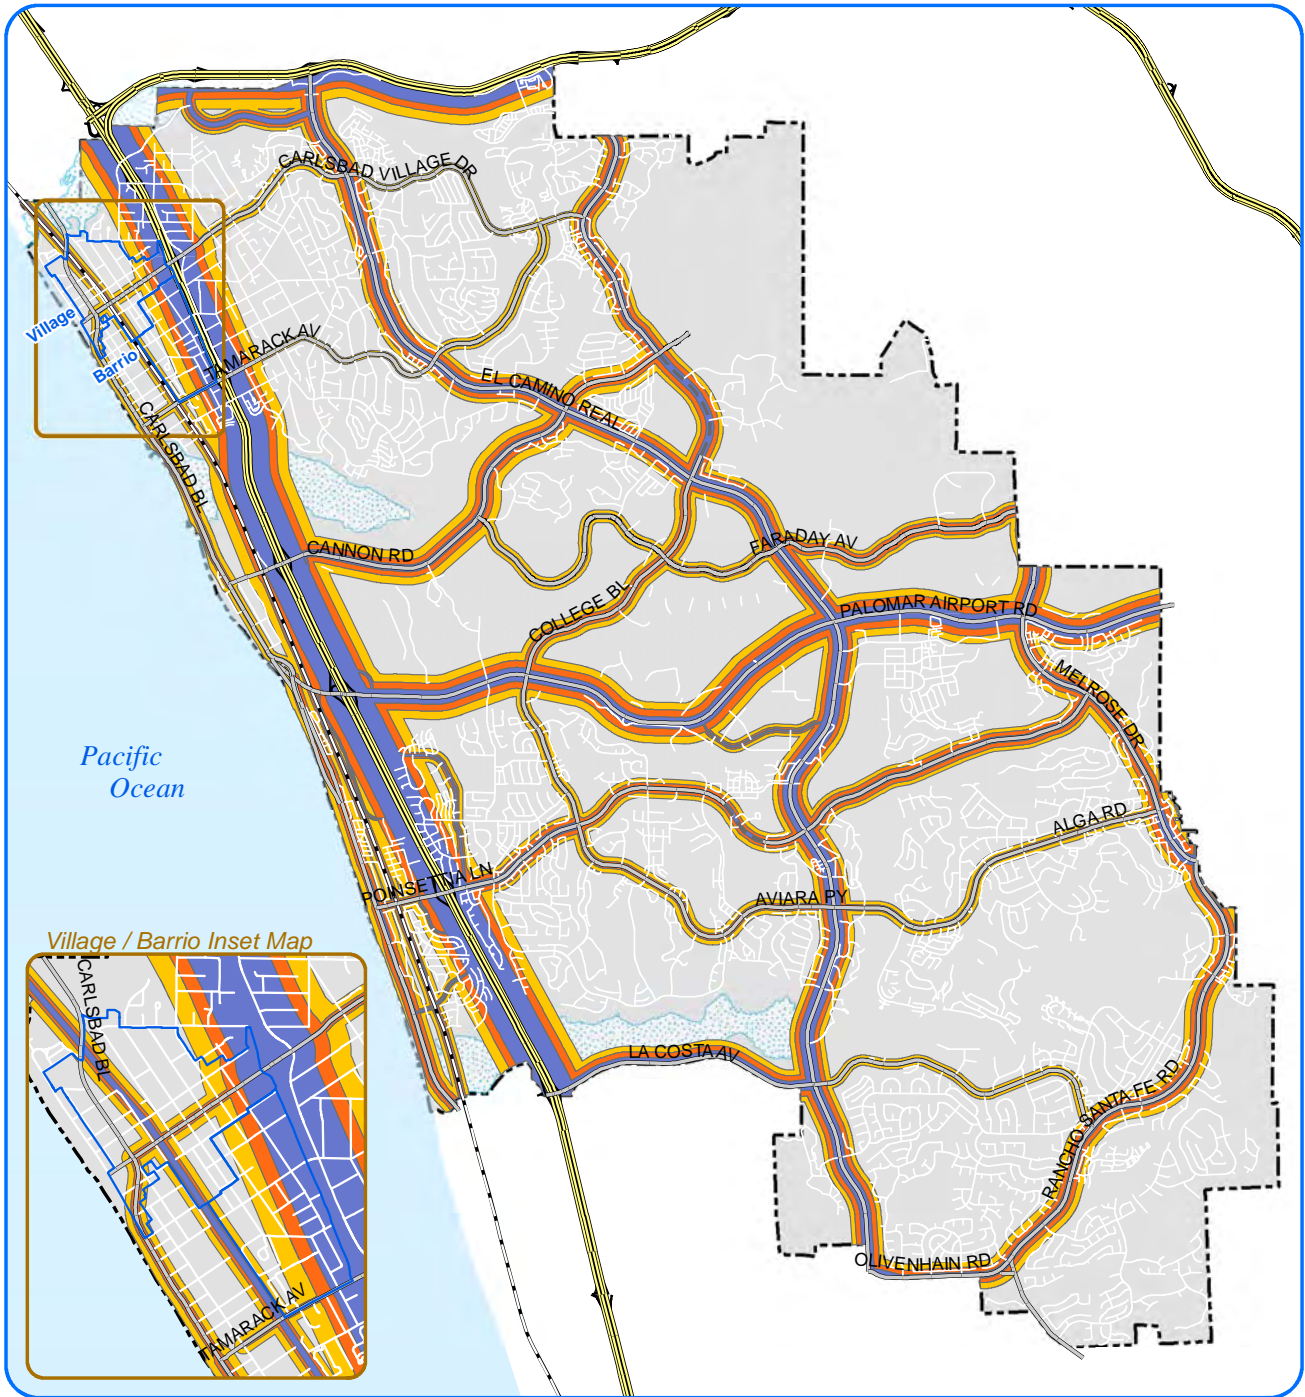 CARLSBAD VILLAGE DR
Village
Barrio
TAMARACK AV
EL CAMINO REAL
CARLSBAD BL
CANNON RD
FARADAY AV
COLLEGE BL
PALOMAR AIRPORT RD
MELROSE DR
Pacific
Ocean
ALGA RD
POINSETTIA LN
AVIARA PY
Village / Barrio Inset Map
CARLSBAD BL
LA COSTA AV
RANCHO SANTA FE RD
OLIVENHAIN RD
TAMARACK AV